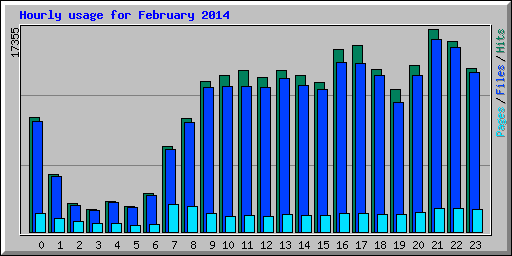 Hourly usage for February 2014
17355
Pages/Files/Hits
0 1 2 3 4 5 6 7 8 9 10 11 12 13 14 15 16 17 18 19 20 21 22 23